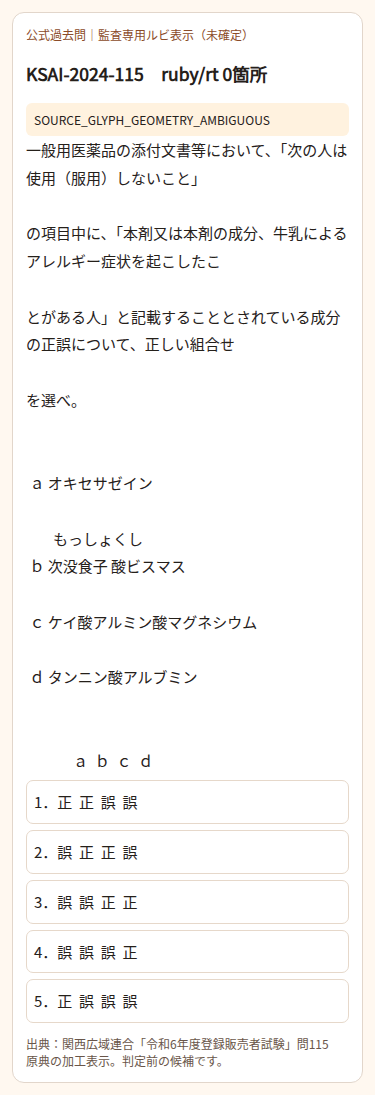 公式過去問｜監査専用ルビ表示（未確定）
KSAI-2024-115　ruby/rt 0箇所
SOURCE_GLYPH_GEOMETRY_AMBIGUOUS
一般用医薬品の添付文書等において、「次の人は
使用（服用）しないこと」
の項目中に、「本剤又は本剤の成分、牛乳による
アレルギー症状を起こしたこ
とがある人」と記載することとされている成分
の正誤について、正しい組合せ
を選べ。
ａ オキセサゼイン
もっしょくし
ｂ 次没食子 酸ビスマス
ｃ ケイ酸アルミン酸マグネシウム
ｄ タンニン酸アルブミン
ａ ｂ ｃ ｄ
1．正 正 誤 誤
2．誤 正 正 誤
3．誤 誤 正 正
4．誤 誤 誤 正
5．正 誤 誤 誤
出典：関西広域連合「令和6年度登録販売者試験」問115
原典の加工表示。判定前の候補です。